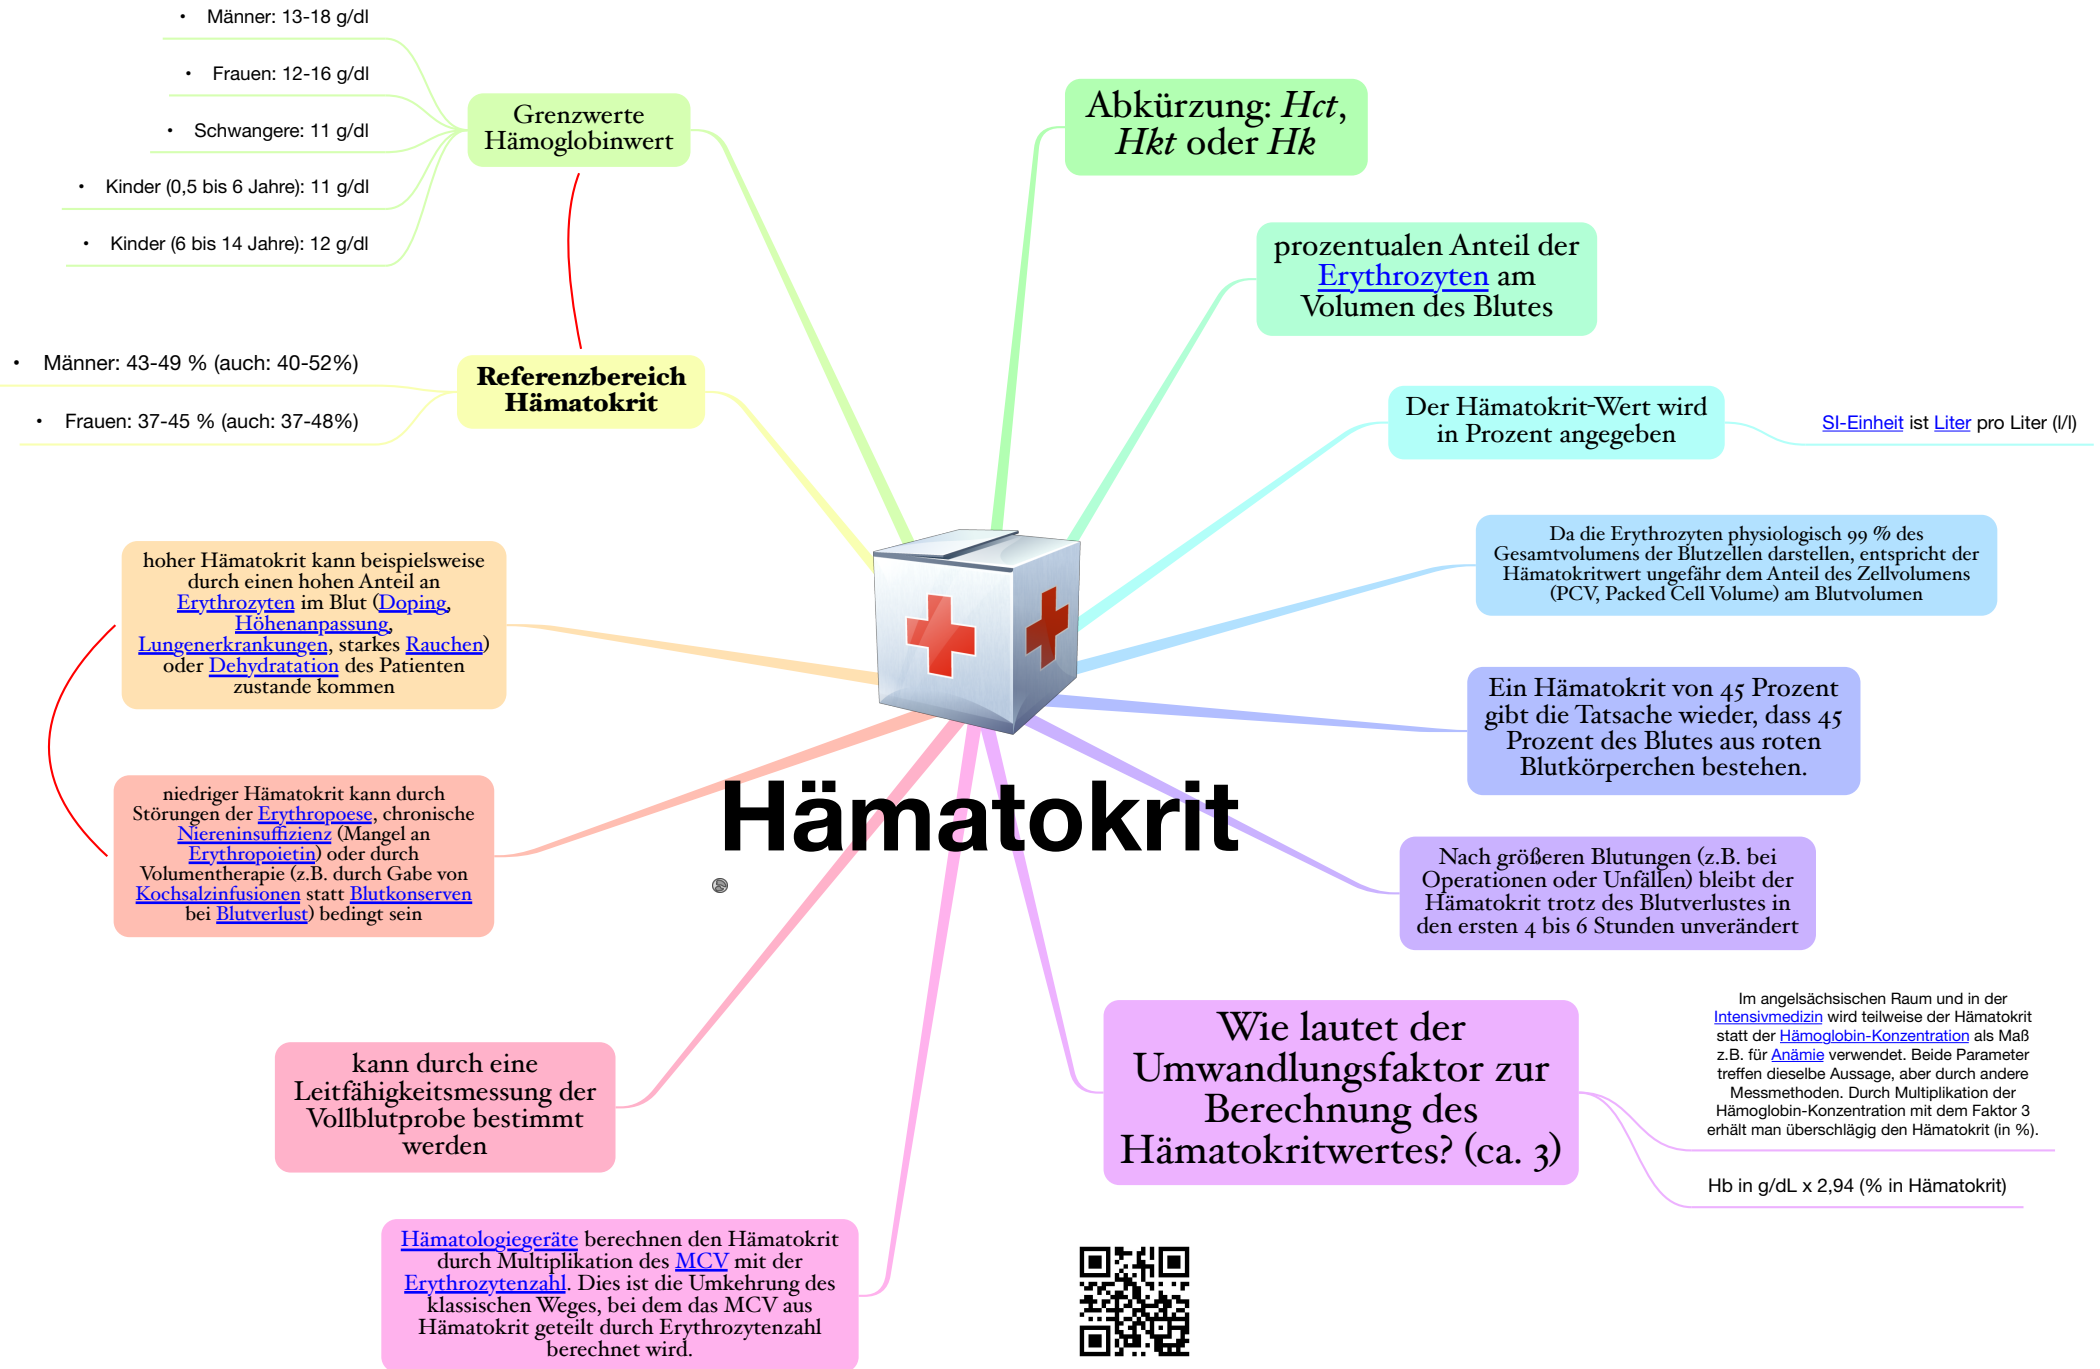 Hämatokrit
Abkürzung: Hct,
Hkt oder Hk
prozentualen Anteil der
Erythrozyten am
Volumen des Blutes
Der Hämatokrit-Wert wird
in Prozent angegeben
SI-Einheit ist Liter pro Liter (l/l)
Da die Erythrozyten physiologisch 99 % des
Gesamtvolumens der Blutzellen darstellen, entspricht der
Hämatokritwert ungefähr dem Anteil des Zellvolumens
(PCV, Packed Cell Volume) am Blutvolumen
Ein Hämatokrit von 45 Prozent
gibt die Tatsache wieder, dass 45
Prozent des Blutes aus roten
Blutkörperchen bestehen.
Nach größeren Blutungen (z.B. bei
Operationen oder Unfällen) bleibt der
Hämatokrit trotz des Blutverlustes in
den ersten 4 bis 6 Stunden unverändert
Wie lautet der
Umwandlungsfaktor zur
Berechnung des
Hämatokritwertes? (ca. 3)
Im angelsächsischen Raum und in der
Intensivmedizin wird teilweise der Hämatokrit
statt der Hämoglobin-Konzentration als Maß
z.B. für Anämie verwendet. Beide Parameter
treffen dieselbe Aussage, aber durch andere
Messmethoden. Durch Multiplikation der
Hämoglobin-Konzentration mit dem Faktor 3
erhält man überschlägig den Hämatokrit (in %).
Hb in g/dL x 2,94 (% in Hämatokrit)
Hämatologiegeräte berechnen den Hämatokrit
durch Multiplikation des MCV mit der
Erythrozytenzahl. Dies ist die Umkehrung des
klassischen Weges, bei dem das MCV aus
Hämatokrit geteilt durch Erythrozytenzahl
berechnet wird.
kann durch eine
Leitfähigkeitsmessung der
Vollblutprobe bestimmt
werden
niedriger Hämatokrit kann durch
Störungen der Erythropoese, chronische
Niereninsuffizienz (Mangel an
Erythropoietin) oder durch
Volumentherapie (z.B. durch Gabe von
Kochsalzinfusionen statt Blutkonserven
bei Blutverlust) bedingt sein
hoher Hämatokrit kann beispielsweise
durch einen hohen Anteil an
Erythrozyten im Blut (Doping,
Höhenanpassung,
Lungenerkrankungen, starkes Rauchen)
oder Dehydratation des Patienten
zustande kommen
Referenzbereich
Hämatokrit
• Männer: 43-49 % (auch: 40-52%)
• Frauen: 37-45 % (auch: 37-48%)
Grenzwerte
Hämoglobinwert
• Männer: 13-18 g/dl
• Frauen: 12-16 g/dl
• Schwangere: 11 g/dl
• Kinder (0,5 bis 6 Jahre): 11 g/dl
• Kinder (6 bis 14 Jahre): 12 g/dl